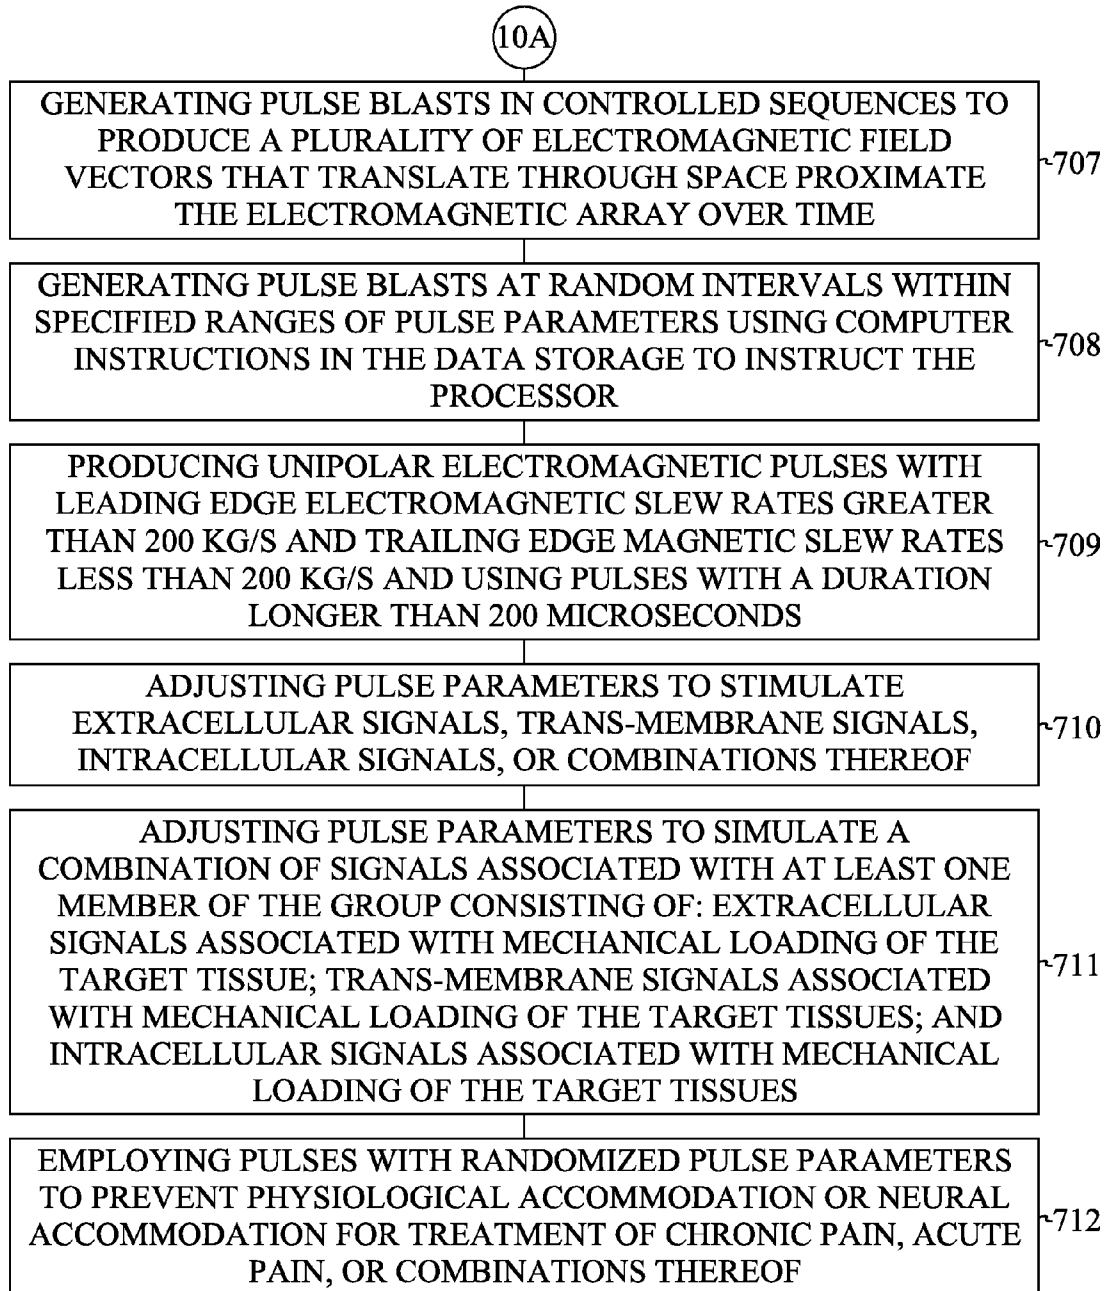 10A
GENERATING PULSE BLASTS IN CONTROLLED SEQUENCES TO
PRODUCE A PLURALITY OF ELECTROMAGNETIC FIELD
VECTORS THAT TRANSLATE THROUGH SPACE PROXIMATE
THE ELECTROMAGNETIC ARRAY OVER TIME
707
GENERATING PULSE BLASTS AT RANDOM INTERVALS WITHIN
SPECIFIED RANGES OF PULSE PARAMETERS USING COMPUTER
INSTRUCTIONS IN THE DATA STORAGE TO INSTRUCT THE
PROCESSOR
708
PRODUCING UNIPOLAR ELECTROMAGNETIC PULSES WITH
LEADING EDGE ELECTROMAGNETIC SLEW RATES GREATER
THAN 200 KG/S AND TRAILING EDGE MAGNETIC SLEW RATES
LESS THAN 200 KG/S AND USING PULSES WITH A DURATION
LONGER THAN 200 MICROSECONDS
709
ADJUSTING PULSE PARAMETERS TO STIMULATE
EXTRACELLULAR SIGNALS, TRANS-MEMBRANE SIGNALS,
INTRACELLULAR SIGNALS, OR COMBINATIONS THEREOF
710
ADJUSTING PULSE PARAMETERS TO SIMULATE A
COMBINATION OF SIGNALS ASSOCIATED WITH AT LEAST ONE
MEMBER OF THE GROUP CONSISTING OF: EXTRACELLULAR
SIGNALS ASSOCIATED WITH MECHANICAL LOADING OF THE
TARGET TISSUE; TRANS-MEMBRANE SIGNALS ASSOCIATED
WITH MECHANICAL LOADING OF THE TARGET TISSUES; AND
INTRACELLULAR SIGNALS ASSOCIATED WITH MECHANICAL
LOADING OF THE TARGET TISSUES
711
EMPLOYING PULSES WITH RANDOMIZED PULSE PARAMETERS
TO PREVENT PHYSIOLOGICAL ACCOMMODATION OR NEURAL
ACCOMMODATION FOR TREATMENT OF CHRONIC PAIN, ACUTE
PAIN, OR COMBINATIONS THEREOF
712